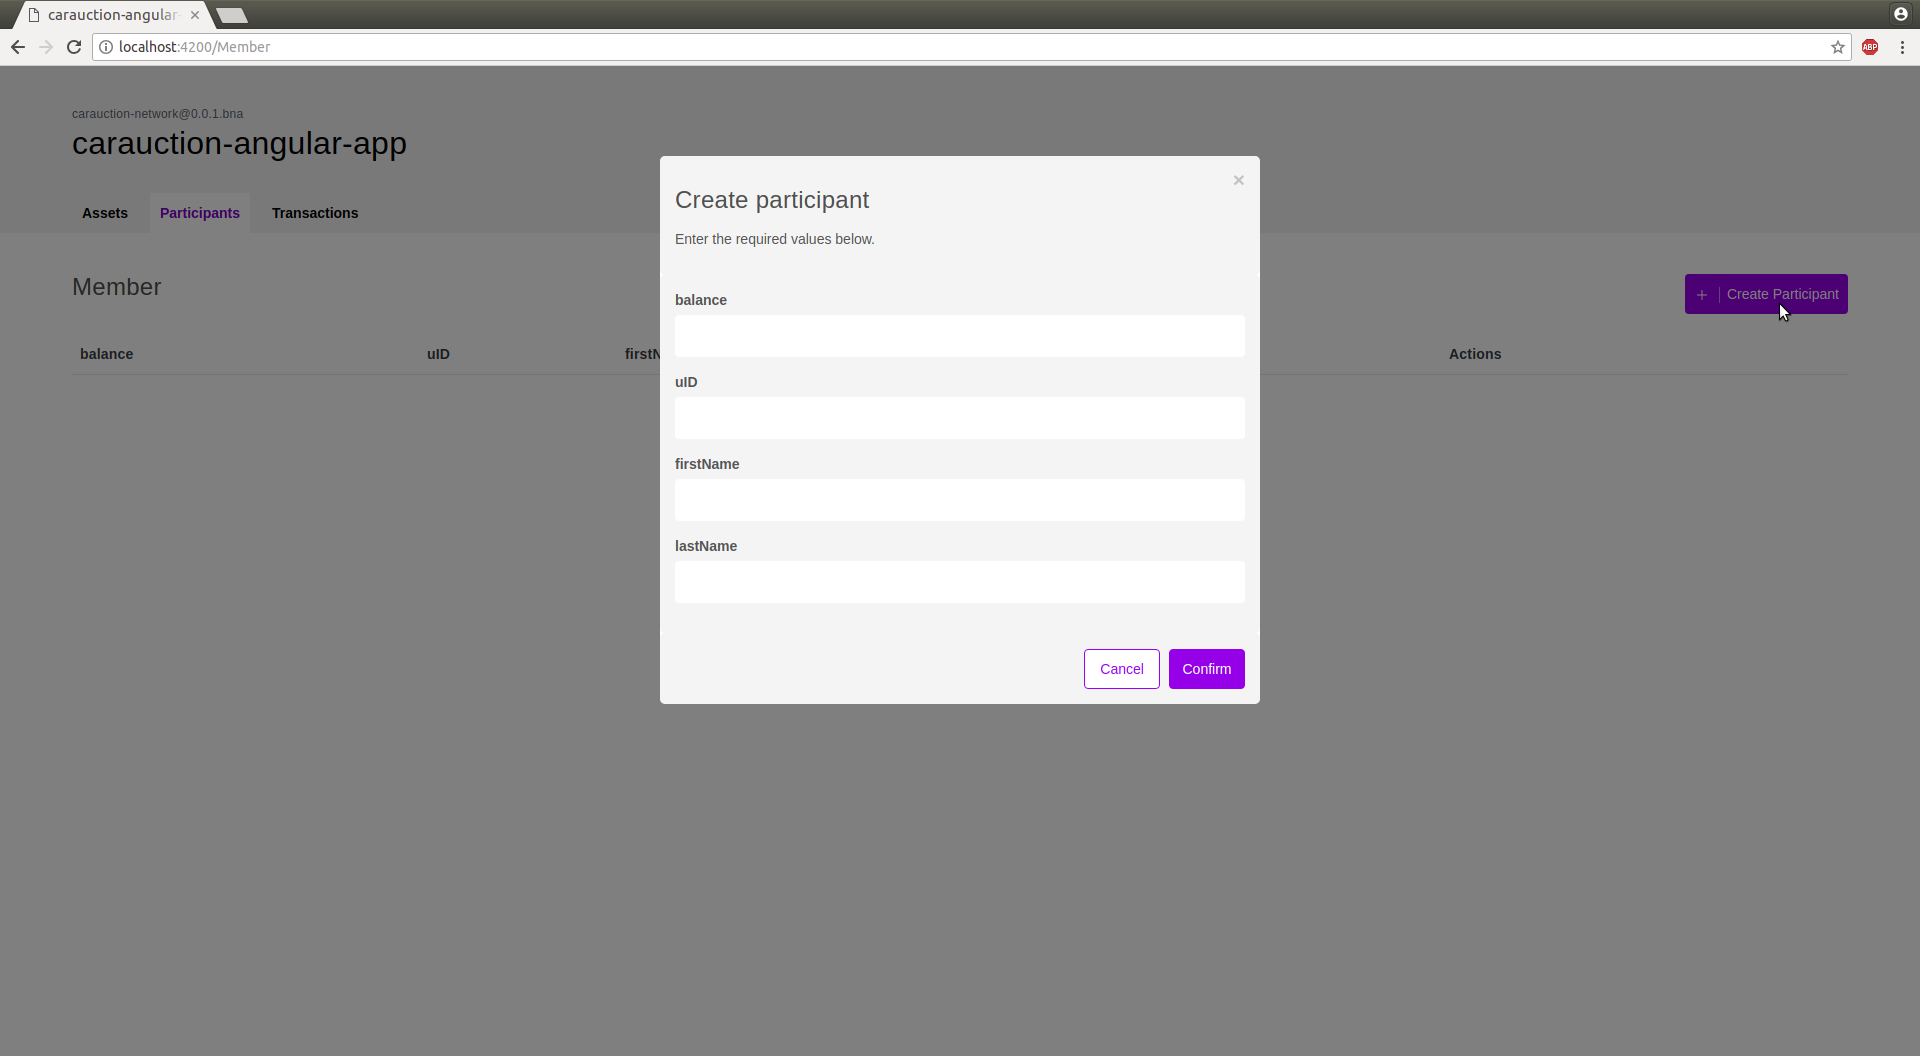 carauction-angular-
localhost:4200/Member
ABP
carauction-network@0.0.1.bna
carauction-angular-app
Assets Participants Transactions
Member
+ Create Participant
balance uID firstN Actions
×
Create participant
Enter the required values below.
balance
uID
firstName
lastName
Cancel Confirm